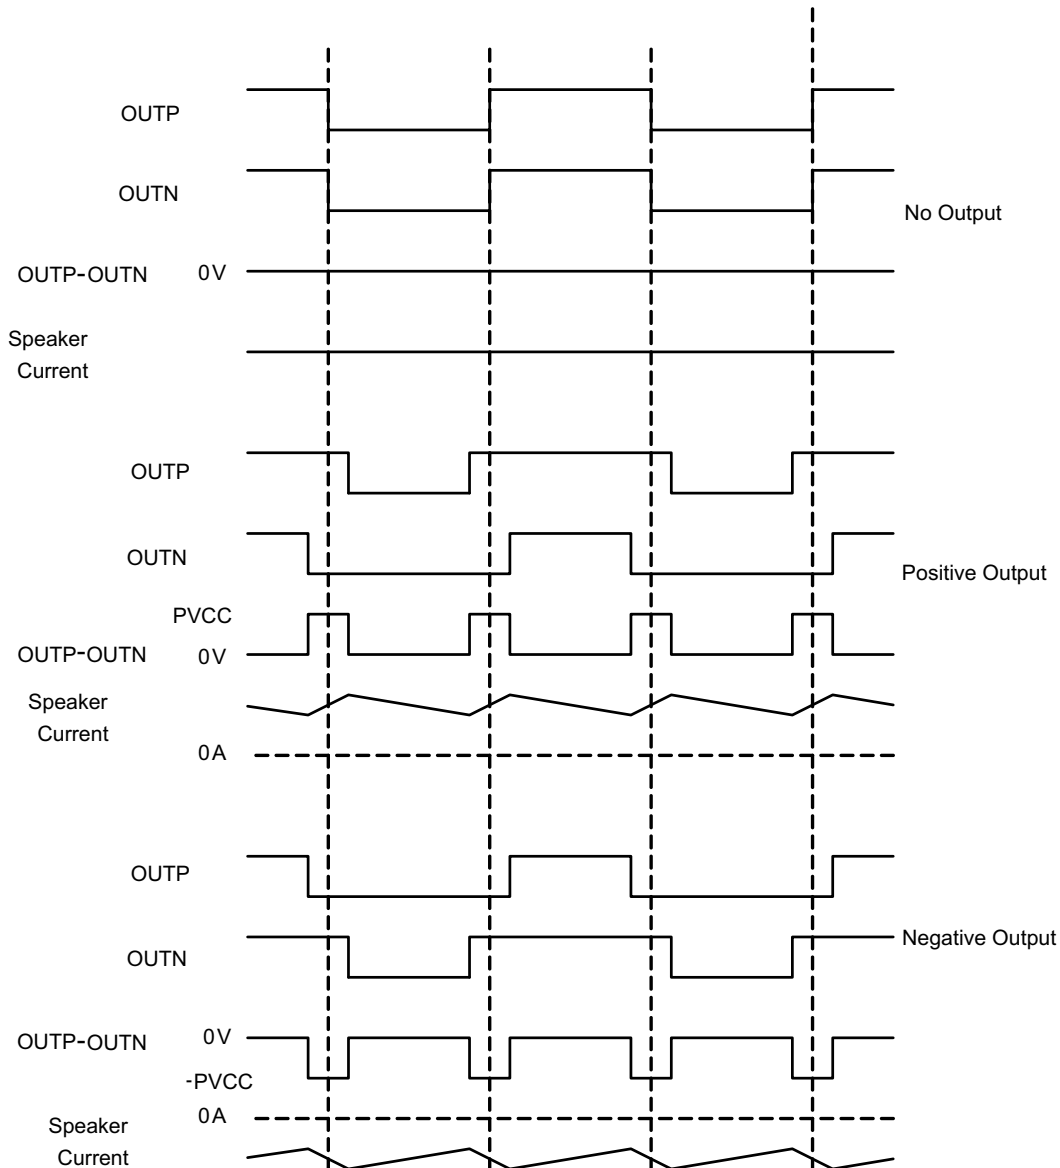 OUTP
OUTN
No Output
OUTP-OUTN 0V
Speaker
Current
OUTP
OUTN
Positive Output
PVCC
OUTP-OUTN 0V
Speaker
Current
0A
OUTP
OUTN
Negative Output
OUTP-OUTN 0V
-PVCC
0A
Speaker
Current